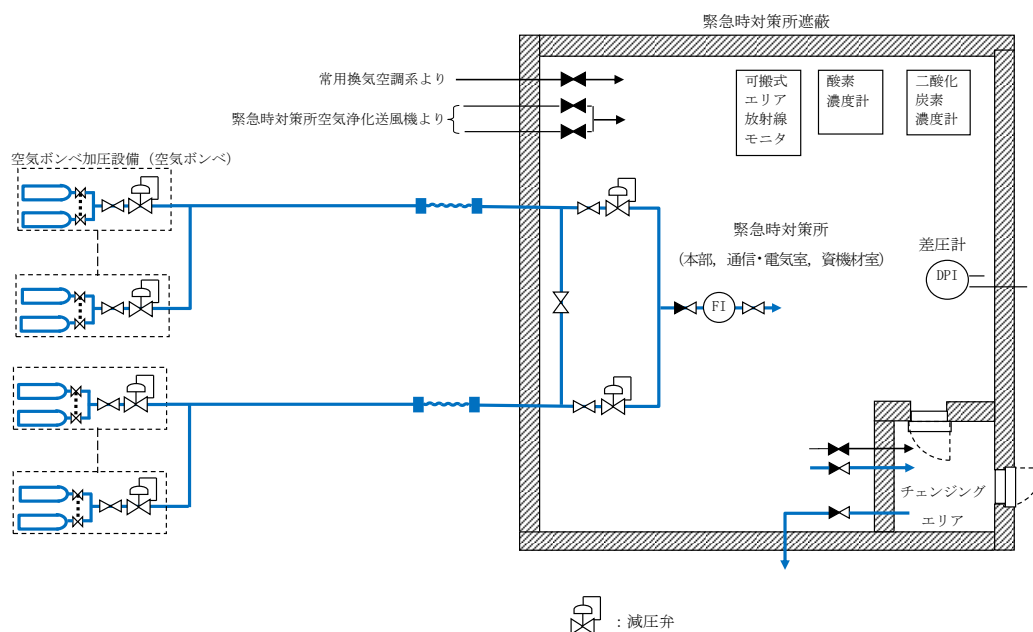 緊急時対策所遮蔽
常用換気空調系より
緊急時対策所空気浄化送風機より
可搬式
エリア
放射線
モニタ
酸素
濃度計
二酸化
炭素
濃度計
空気ボンベ加圧設備（空気ボンベ）
緊急時対策所
（本部，通信・電気室，資機材室）
差圧計
DPI
FI
チェンジング
エリア
：減圧弁